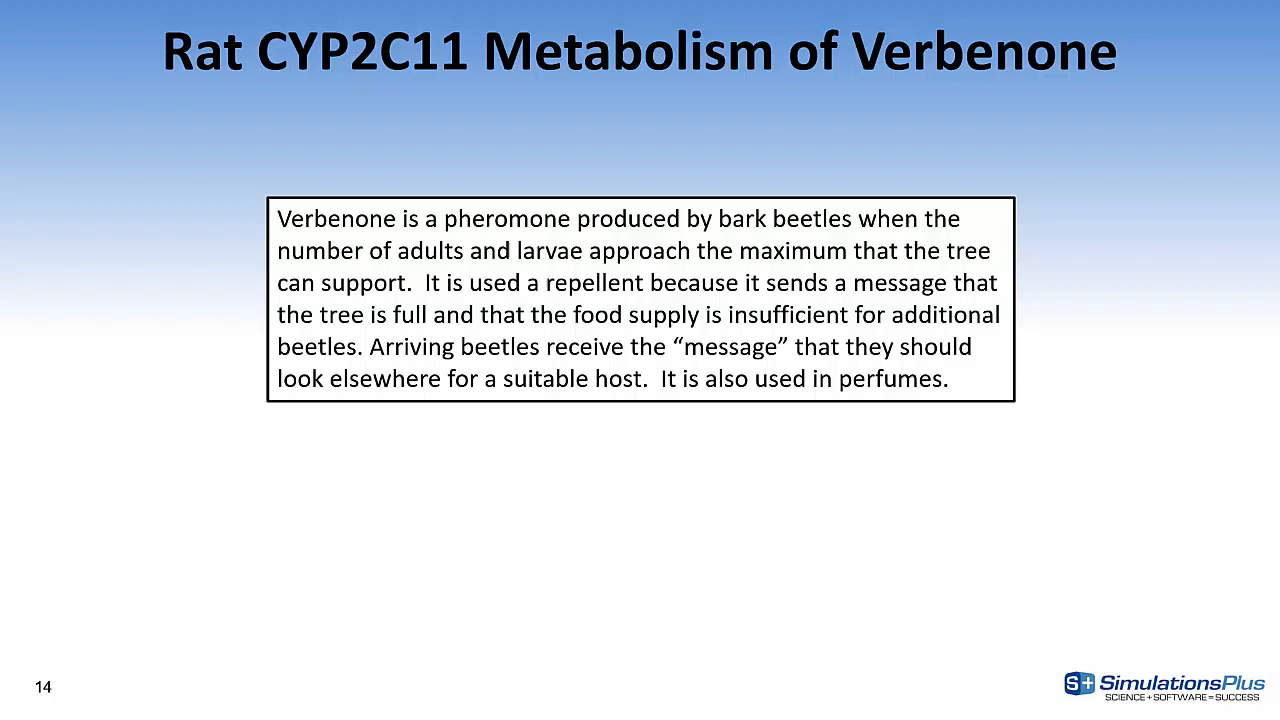 Rat CYP2C11 Metabolism of Verbenone
Verbenone is a pheromone produced by bark beetles when the
number of adults and larvae approach the maximum that the tree
can support.  It is used a repellent because it sends a message that
the tree is full and that the food supply is insufficient for additional
beetles. Arriving beetles receive the “message” that they should
look elsewhere for a suitable host.  It is also used in perfumes.
14
S+ SimulationsPlus
SCIENCE+SOFTWARE=SUCCESS